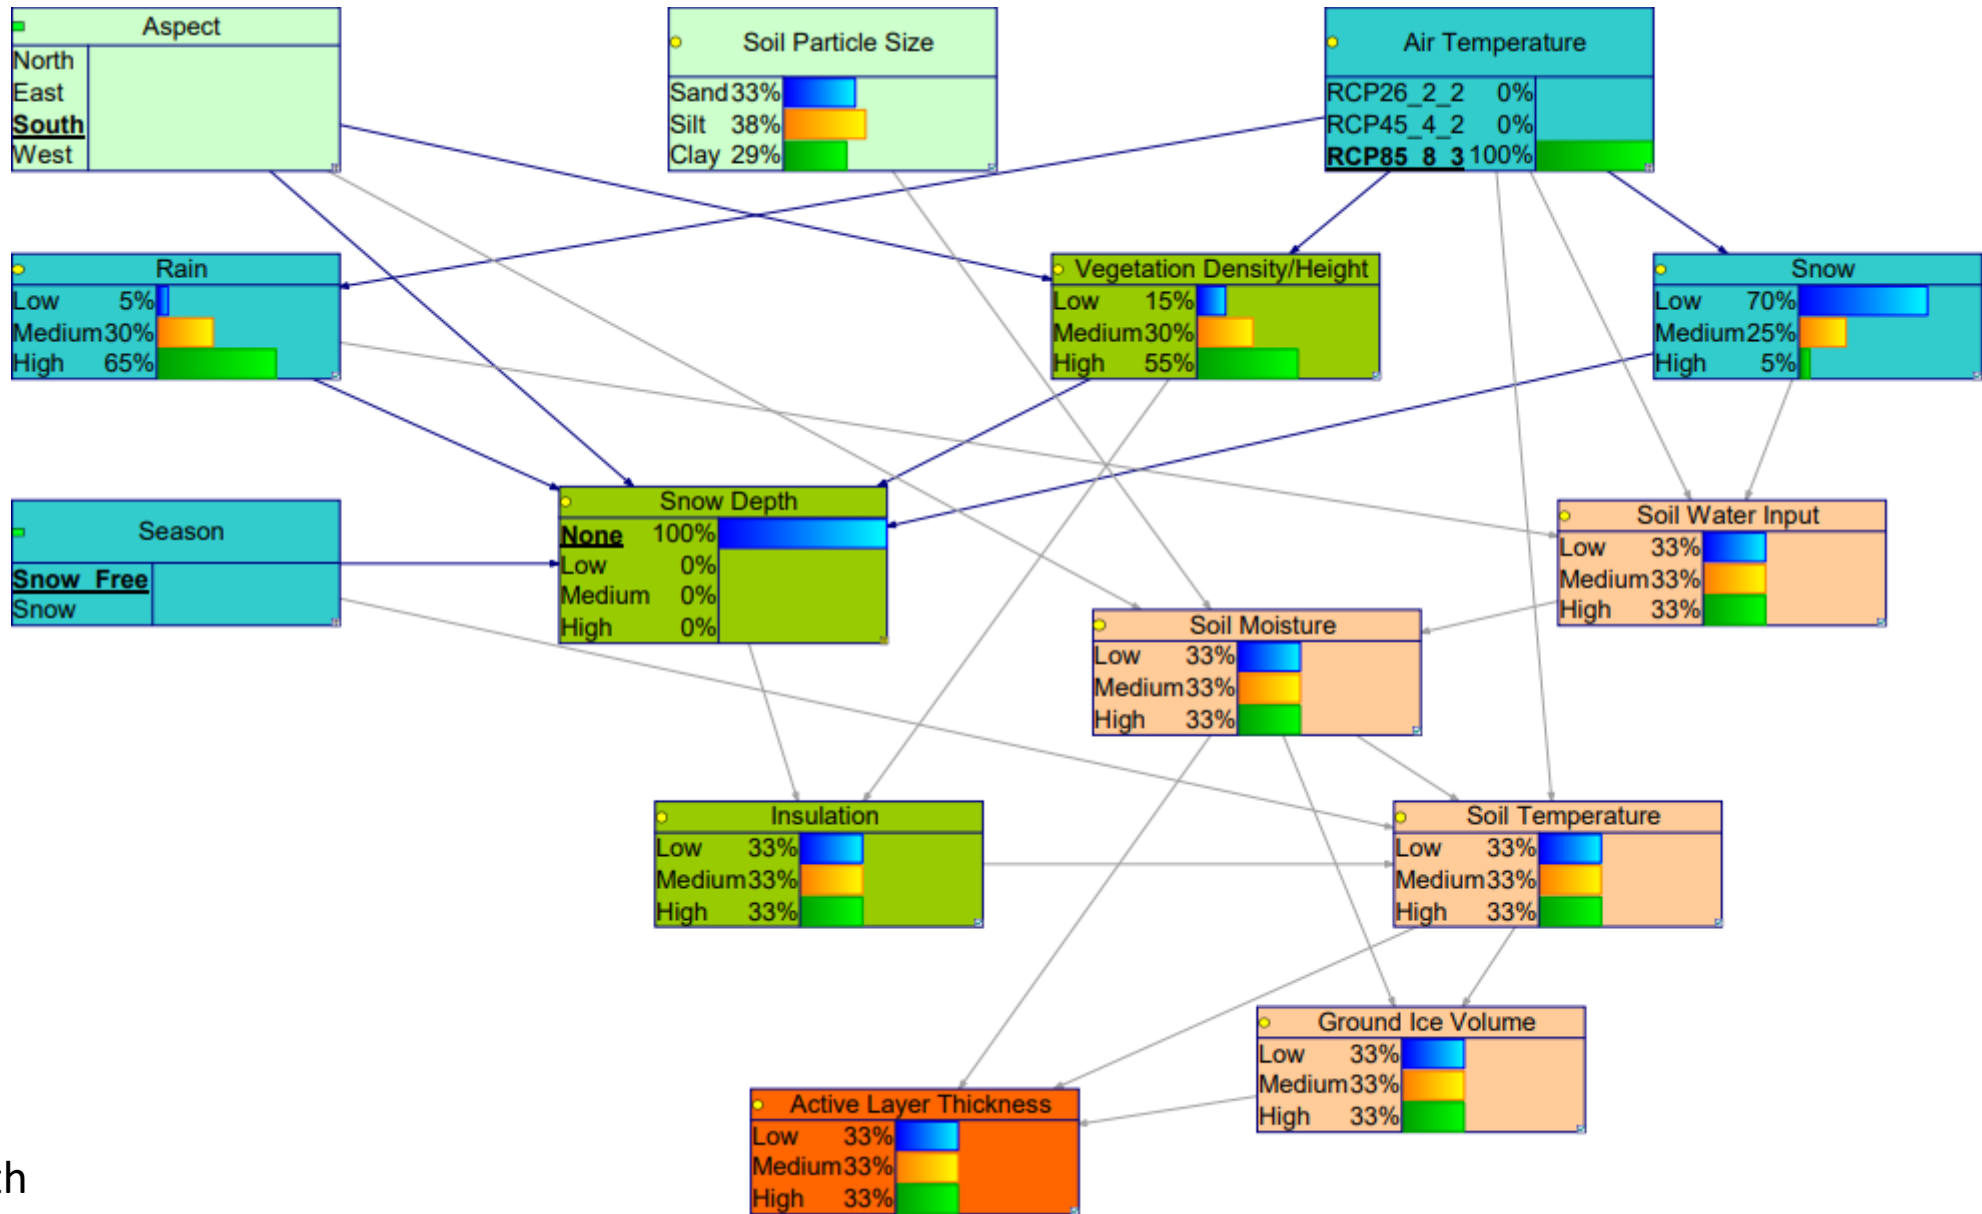 Aspect
North
East
South
West
Soil Particle Size
Sand 33%
Silt 38%
Clay 29%
Air Temperature
RCP26_2_2 0%
RCP45_4_2 0%
RCP85_8_3 100%
Rain
Low 5%
Medium 30%
High 65%
Vegetation Density/Height
Low 15%
Medium 30%
High 55%
Snow
Low 70%
Medium 25%
High 5%
Season
Snow_Free
Snow
Snow Depth
None 100%
Low 0%
Medium 0%
High 0%
Soil Water Input
Low 33%
Medium 33%
High 33%
Soil Moisture
Low 33%
Medium 33%
High 33%
Insulation
Low 33%
Medium 33%
High 33%
Soil Temperature
Low 33%
Medium 33%
High 33%
Ground Ice Volume
Low 33%
Medium 33%
High 33%
Active Layer Thickness
Low 33%
Medium 33%
High 33%